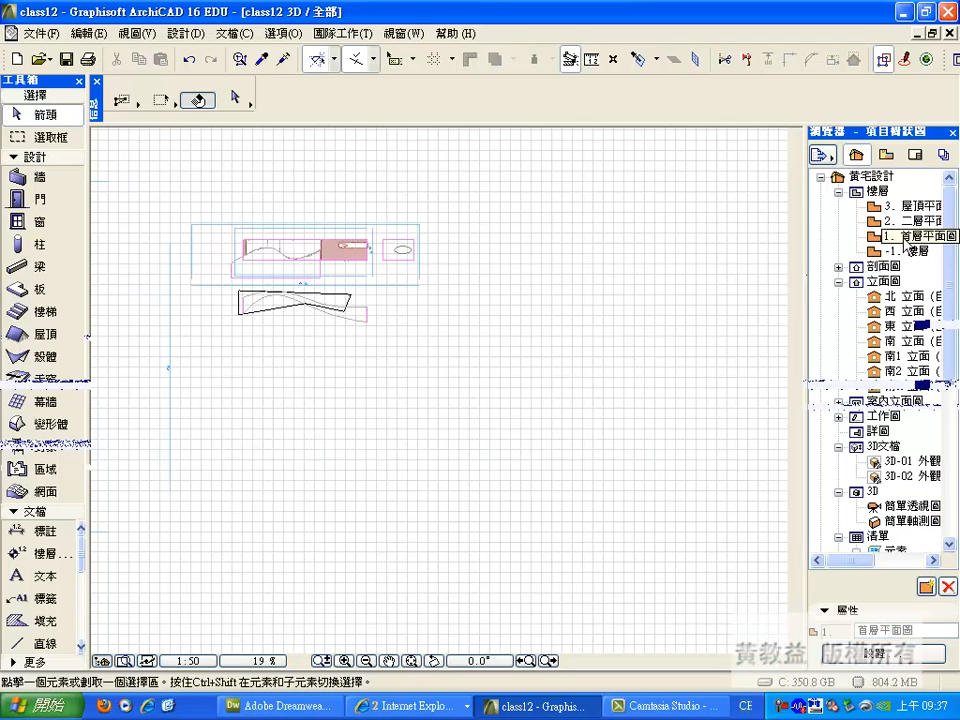 class12 - Graphisoft ArchiCAD 16 EDU - [class12 3D / 全部]
文件(F) 編輯(E) 視圖(V) 設計(D) 文檔(C) 選項(O) 團隊工作(T) 視窗(W) 幫助(H)
工具箱
選擇
箭頭
選取框
設計
牆
門
窗
柱
梁
板
樓梯
屋頂
殼體
天窗
幕牆
變形體
區域
網面
文檔
標註
樓層...
文本
標籤
填充
直線
更多
瀏覽器 - 項目樹狀圖
黃宅設計
樓層
3. 屋頂平面
2. 二層平面
1. 首層平面圖
-1. 樓層
剖面圖
立面圖
北 立面 (自
西 立面 (自
東 立面
南 立面 (自
南1 立面 (
南2 立面 (
室內立面圖
工作圖
詳圖
3D文檔
3D-01 外觀
3D-02 外觀
3D
簡單透視圖
簡單軸測圖
清單
元素
屬性
1. 首層平面圖
設置...
黃教益 版權所有
1:50 19 % 0.0°
點擊一個元素或劃取一個選擇區。按住Ctrl+Shift 在元素和子元素切換選擇。
C: 350.8 GB 804.2 MB
開始 Adobe Dreamwea... 2 Internet Explo... class12 - Graphis... Camtasia Studio - ... CE 上午 09:37